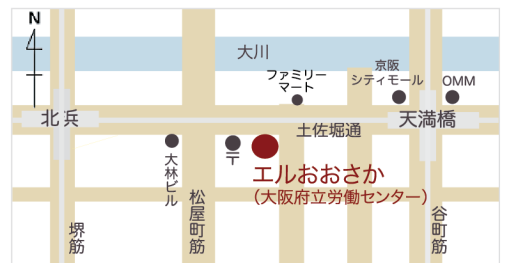 N
大川
京阪
シティモール
OMM
ファミリー
マート
北浜
土佐堀通
天満橋
大林ビル
〒
エルおおさか
（大阪府立労働センター）
堺筋
松屋町筋
谷町筋